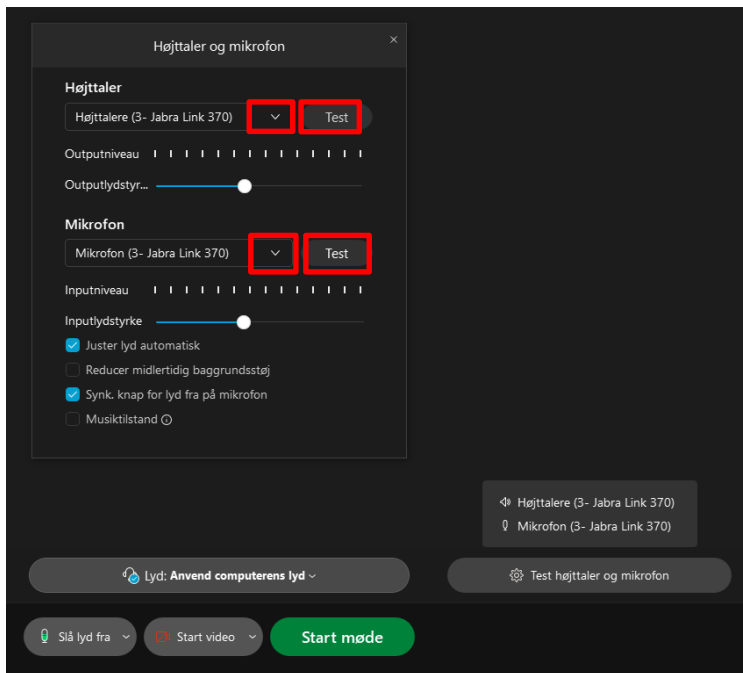 Højttaler og mikrofon
Højttaler
Højttalere (3- Jabra Link 370)
Test
Outputniveau
Outputlydstyr...
Mikrofon
Mikrofon (3- Jabra Link 370)
Test
Inputniveau
Inputlydstyrke
Juster lyd automatisk
Reducer midlertidig baggrundsstøj
Synk. knap for lyd fra på mikrofon
Musiktilstand
Højttalere (3- Jabra Link 370)
Mikrofon (3- Jabra Link 370)
Lyd: Anvend computerens lyd
Test højttaler og mikrofon
Slå lyd fra
Start video
Start møde